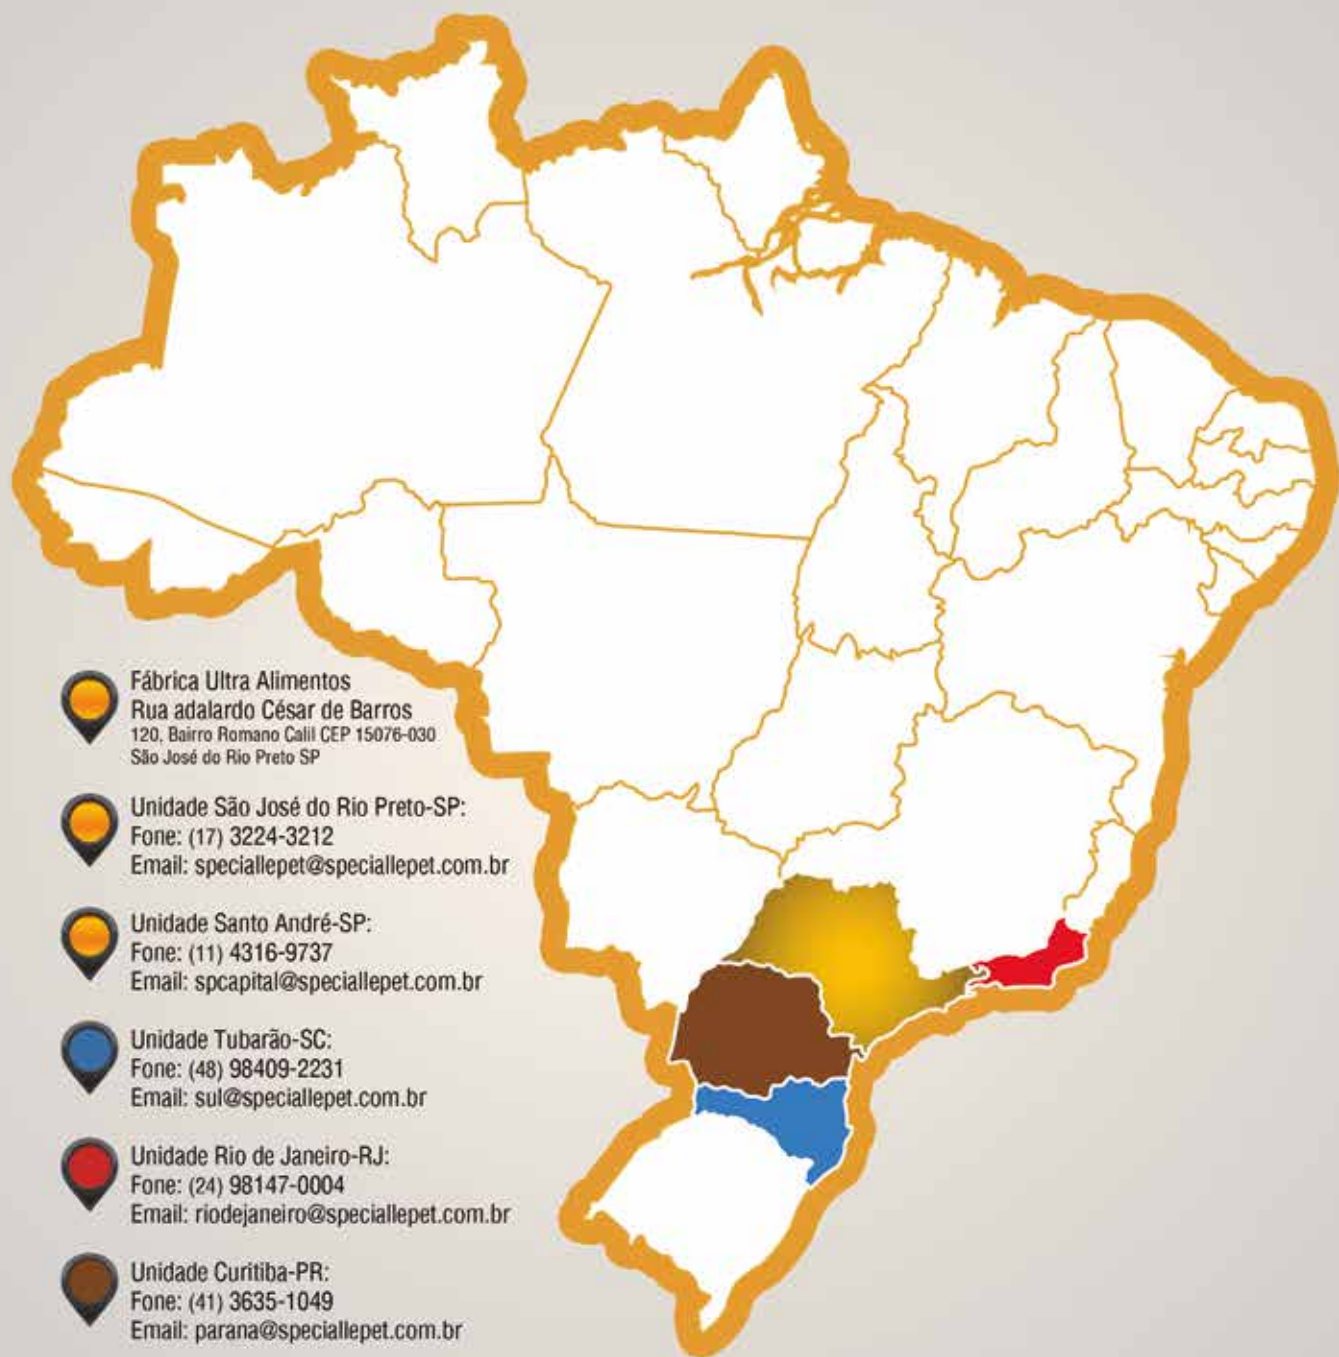 Fábrica Ultra Alimentos
Rua adalardo César de Barros
120, Bairro Romano Calil CEP 15076-030
São José do Rio Preto SP
Unidade São José do Rio Preto-SP:
Fone: (17) 3224-3212
Email: speciallepet@speciallepet.com.br
Unidade Santo André-SP:
Fone: (11) 4316-9737
Email: spcapital@speciallepet.com.br
Unidade Tubarão-SC:
Fone: (48) 98409-2231
Email: sul@speciallepet.com.br
Unidade Rio de Janeiro-RJ:
Fone: (24) 98147-0004
Email: riodejaneiro@speciallepet.com.br
Unidade Curitiba-PR:
Fone: (41) 3635-1049
Email: parana@speciallepet.com.br